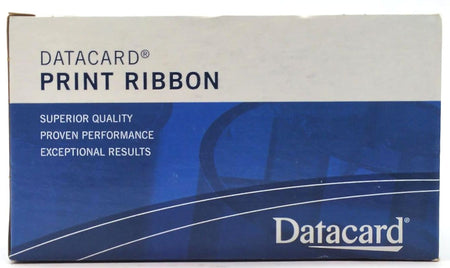 DATACARD®
PRINT RIBBON
SUPERIOR QUALITY
PROVEN PERFORMANCE
EXCEPTIONAL RESULTS
Datacard®